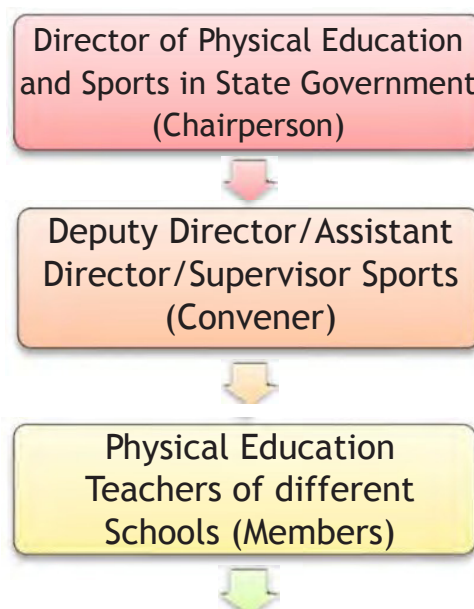 Director of Physical Education
and Sports in State Government
(Chairperson)
Deputy Director/Assistant
Director/Supervisor Sports
(Convener)
Physical Education
Teachers of different
Schools (Members)